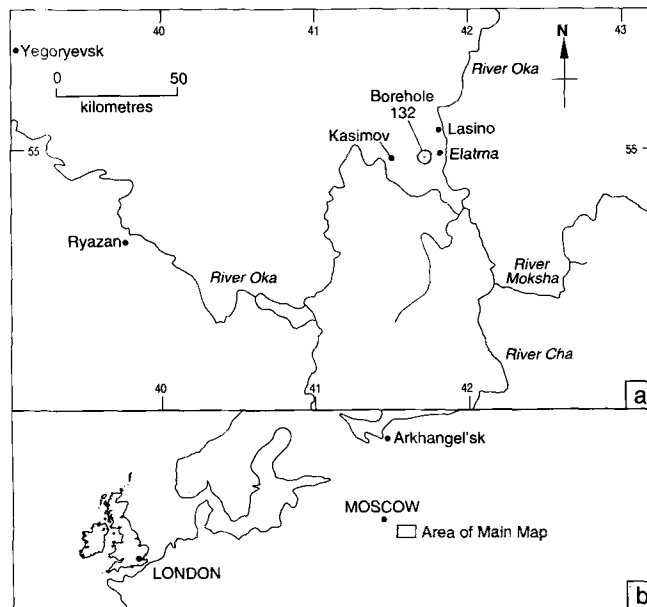 40
41
42
43
Yegoryevsk
0
50
kilometres
N
River Oka
Borehole
132
Lasino
Kasimov
Elatma
55
55
Ryazan
River Oka
River
Moksha
River Cha
40
41
42
a
Arkhangel'sk
MOSCOW
Area of Main Map
LONDON
b